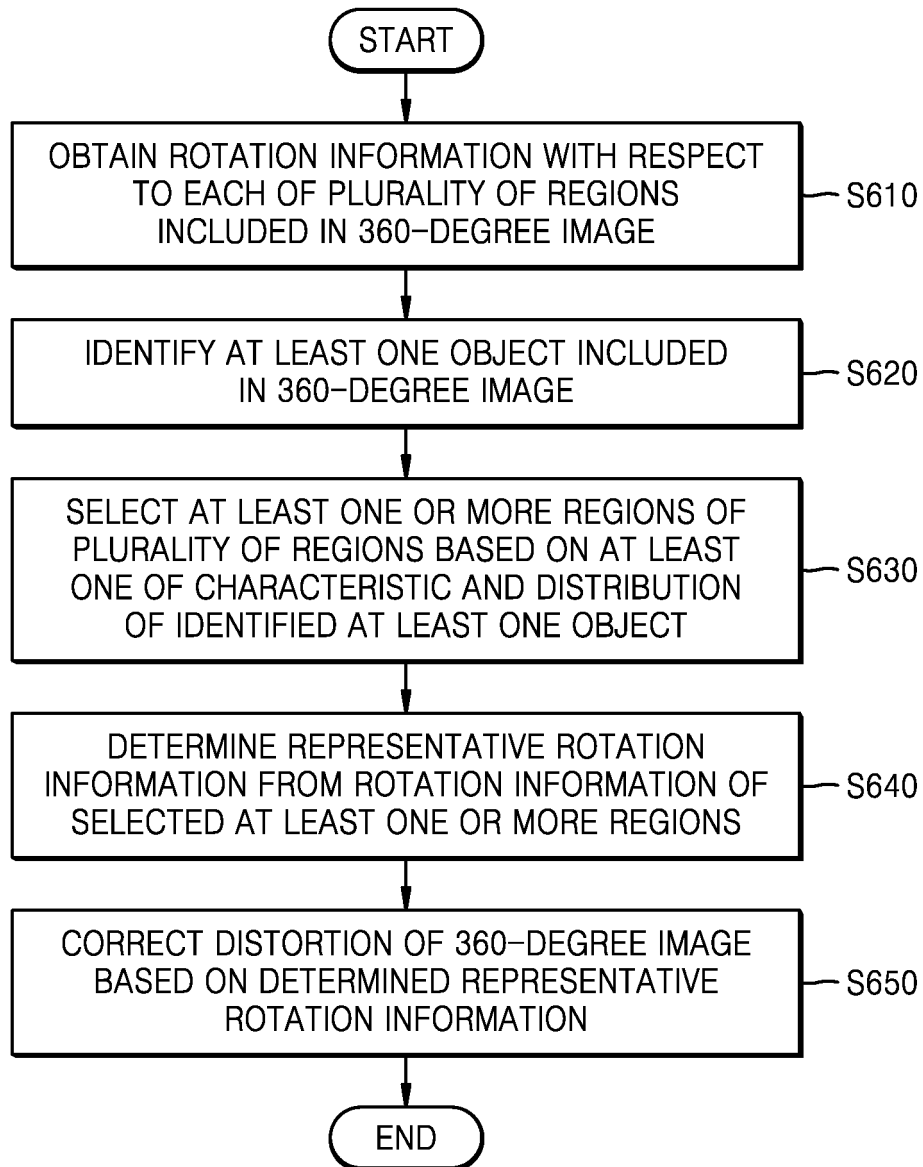 START
OBTAIN ROTATION INFORMATION WITH RESPECT
TO EACH OF PLURALITY OF REGIONS
INCLUDED IN 360-DEGREE IMAGE
S610
IDENTIFY AT LEAST ONE OBJECT INCLUDED
IN 360-DEGREE IMAGE
S620
SELECT AT LEAST ONE OR MORE REGIONS OF
PLURALITY OF REGIONS BASED ON AT LEAST
ONE OF CHARACTERISTIC AND DISTRIBUTION
OF IDENTIFIED AT LEAST ONE OBJECT
S630
DETERMINE REPRESENTATIVE ROTATION
INFORMATION FROM ROTATION INFORMATION OF
SELECTED AT LEAST ONE OR MORE REGIONS
S640
CORRECT DISTORTION OF 360-DEGREE IMAGE
BASED ON DETERMINED REPRESENTATIVE
ROTATION INFORMATION
S650
END